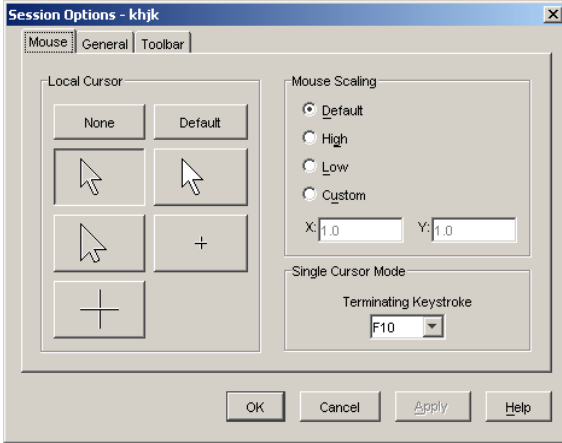 Session Options - khjk
Mouse General Toolbar
Local Cursor
None Default
Mouse Scaling
Default
High
Low
Custom
X: 1.0 Y: 1.0
Single Cursor Mode
Terminating Keystroke
F10
OK Cancel Apply Help